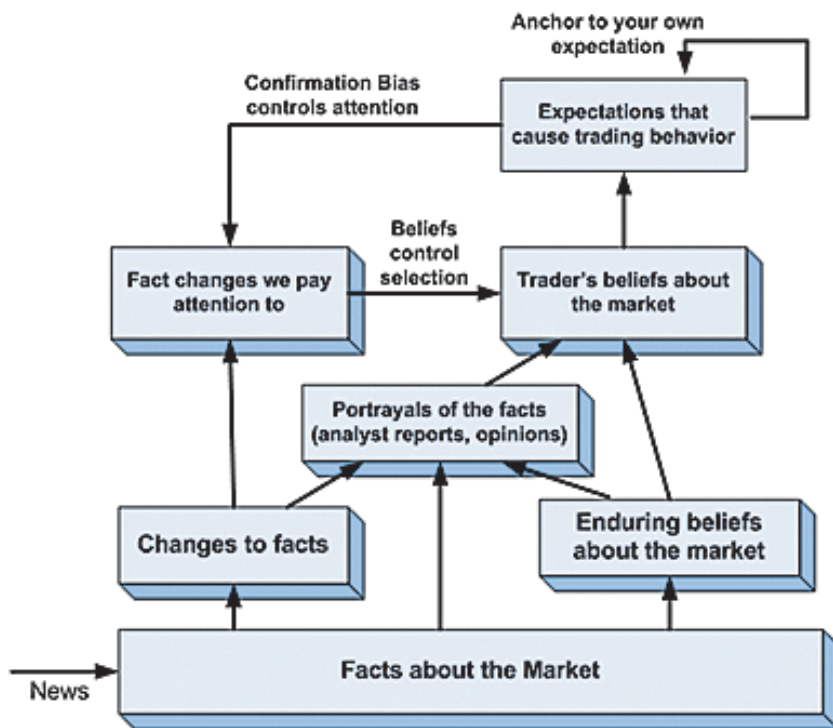 Anchor to your own
expectation
Confirmation Bias
controls attention
Expectations that
cause trading behavior
Beliefs
control
selection
Fact changes we pay
attention to
Trader's beliefs about
the market
Portrayals of the facts
(analyst reports, opinions)
Changes to facts
Enduring beliefs
about the market
Facts about the Market
News